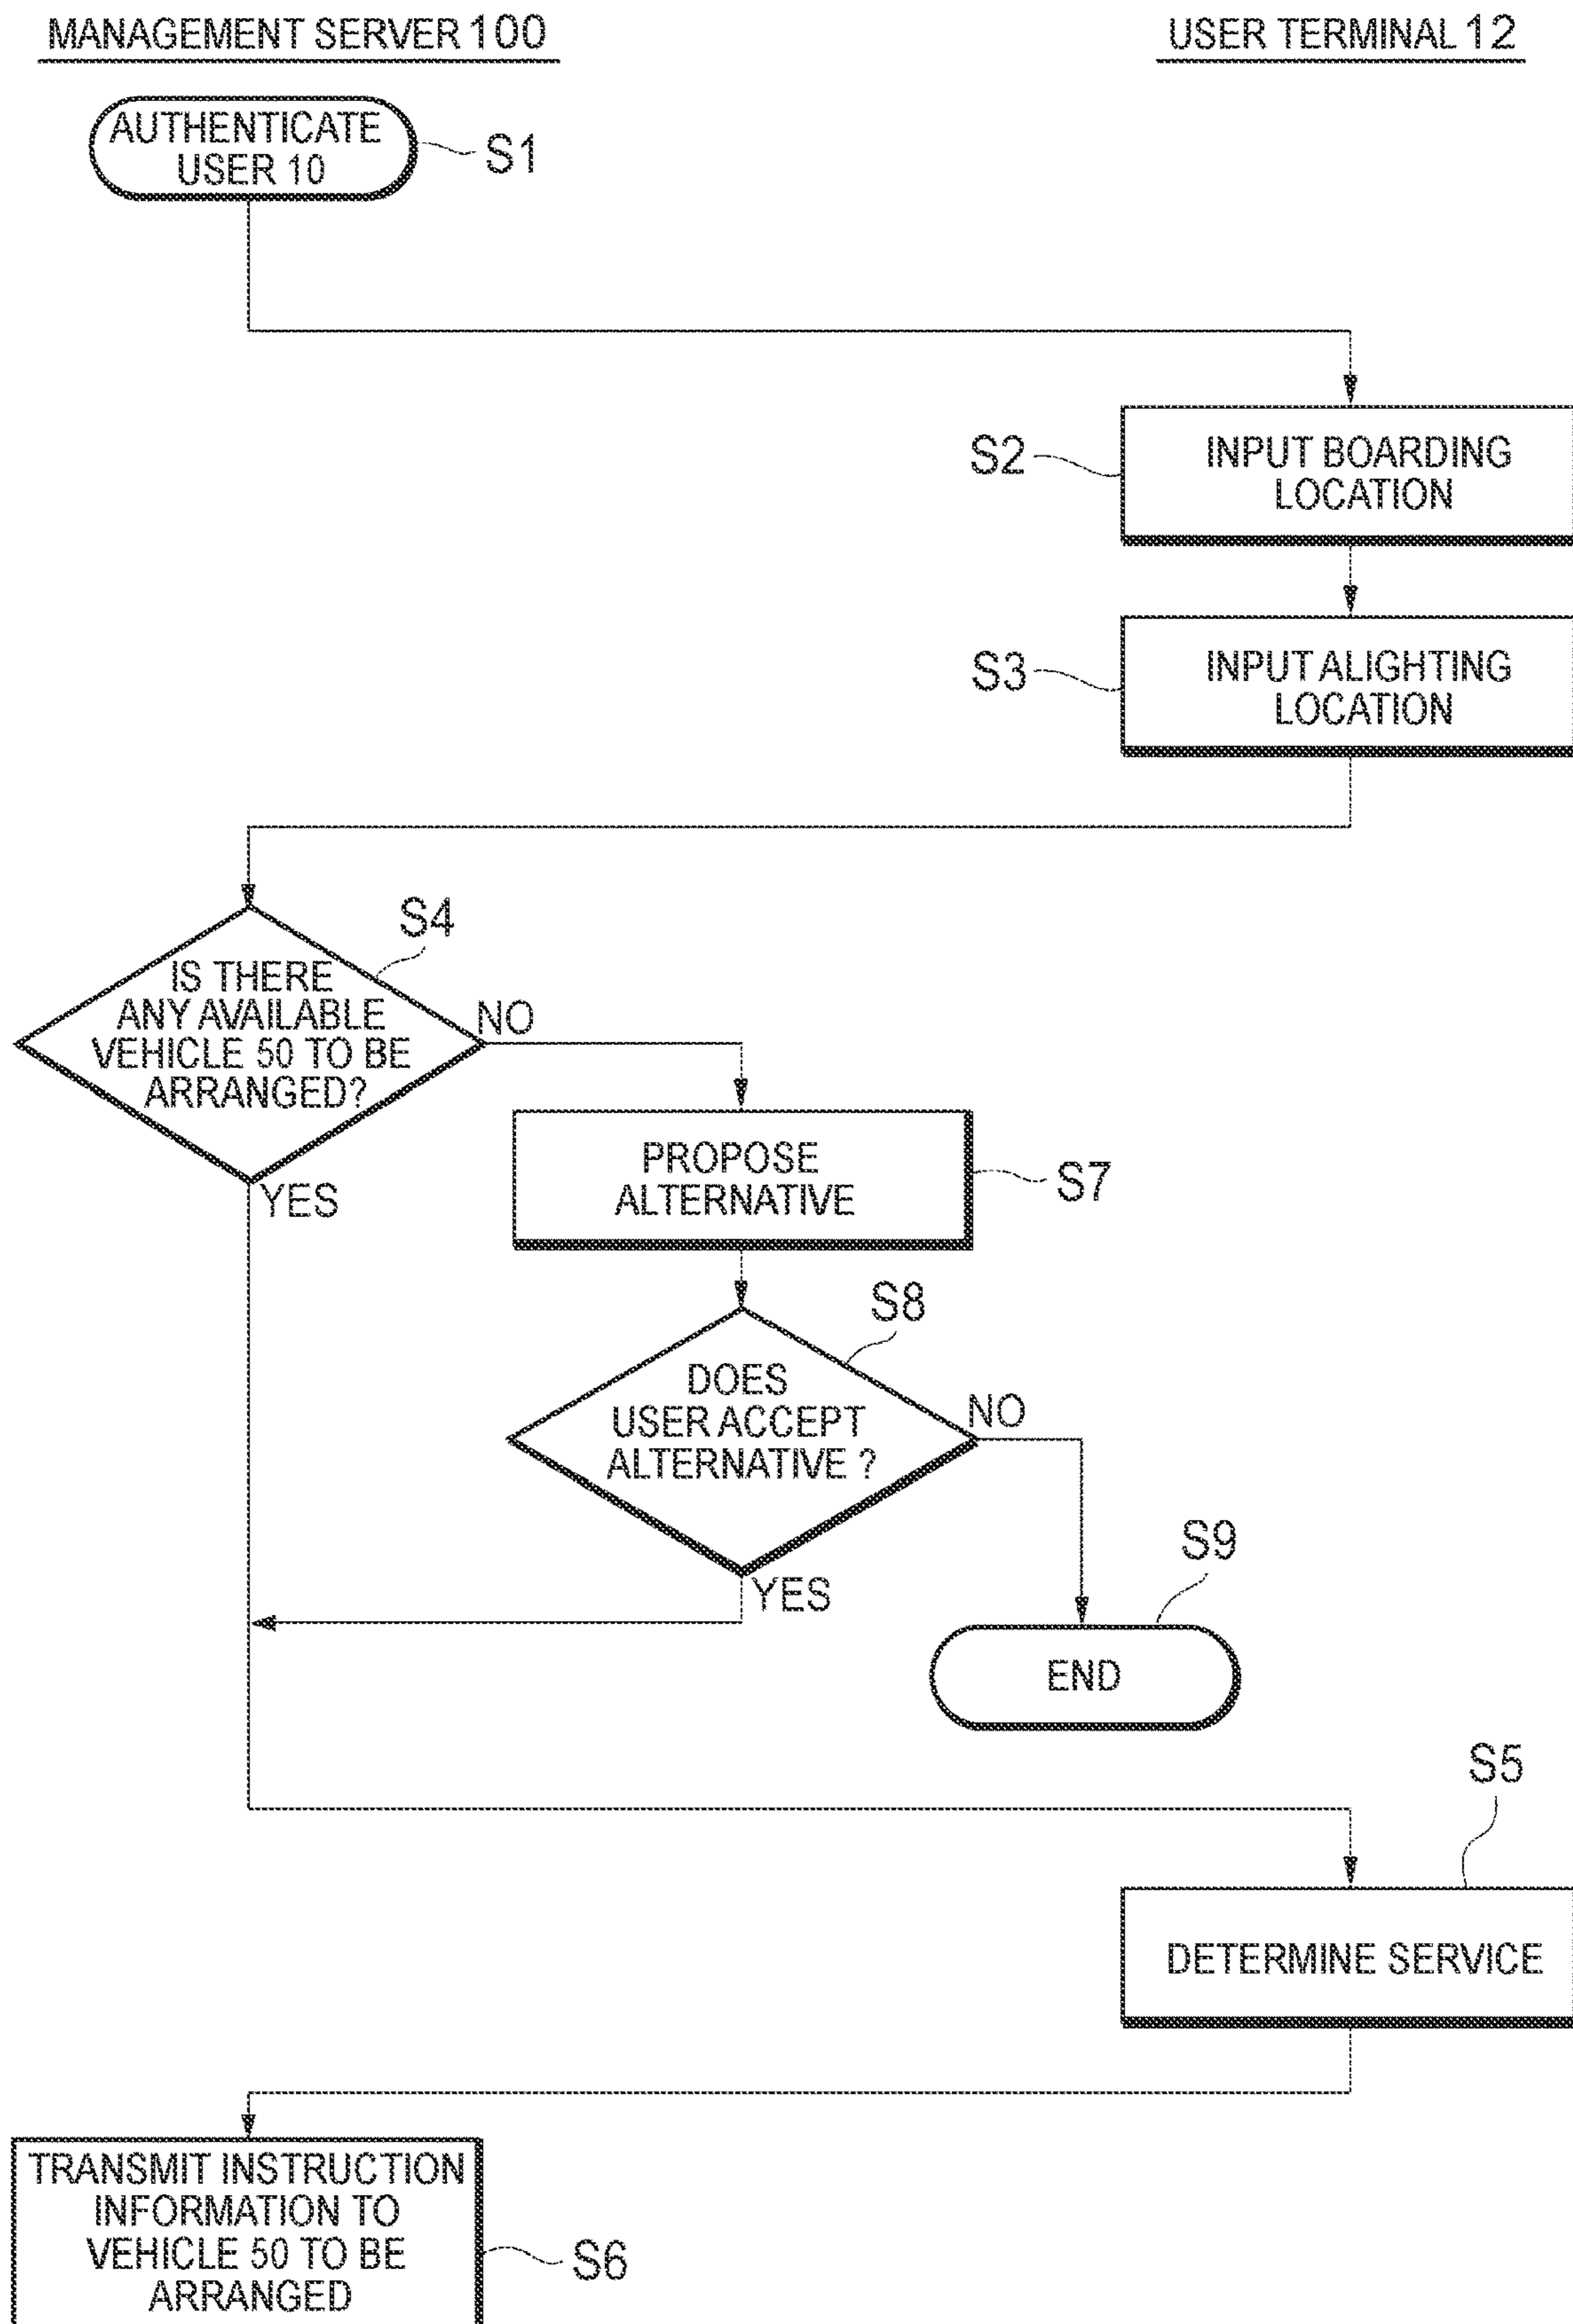 MANAGEMENT SERVER 100
USER TERMINAL 12
AUTHENTICATE
USER 10
S1
S2
INPUT BOARDING
LOCATION
S3
INPUT ALIGHTING
LOCATION
S4
IS THERE
ANY AVAILABLE
VEHICLE 50 TO BE
ARRANGED?
NO
YES
PROPOSE
ALTERNATIVE
S7
S8
DOES
USER ACCEPT
ALTERNATIVE ?
NO
YES
S9
END
S5
DETERMINE SERVICE
TRANSMIT INSTRUCTION
INFORMATION TO
VEHICLE 50 TO BE
ARRANGED
S6